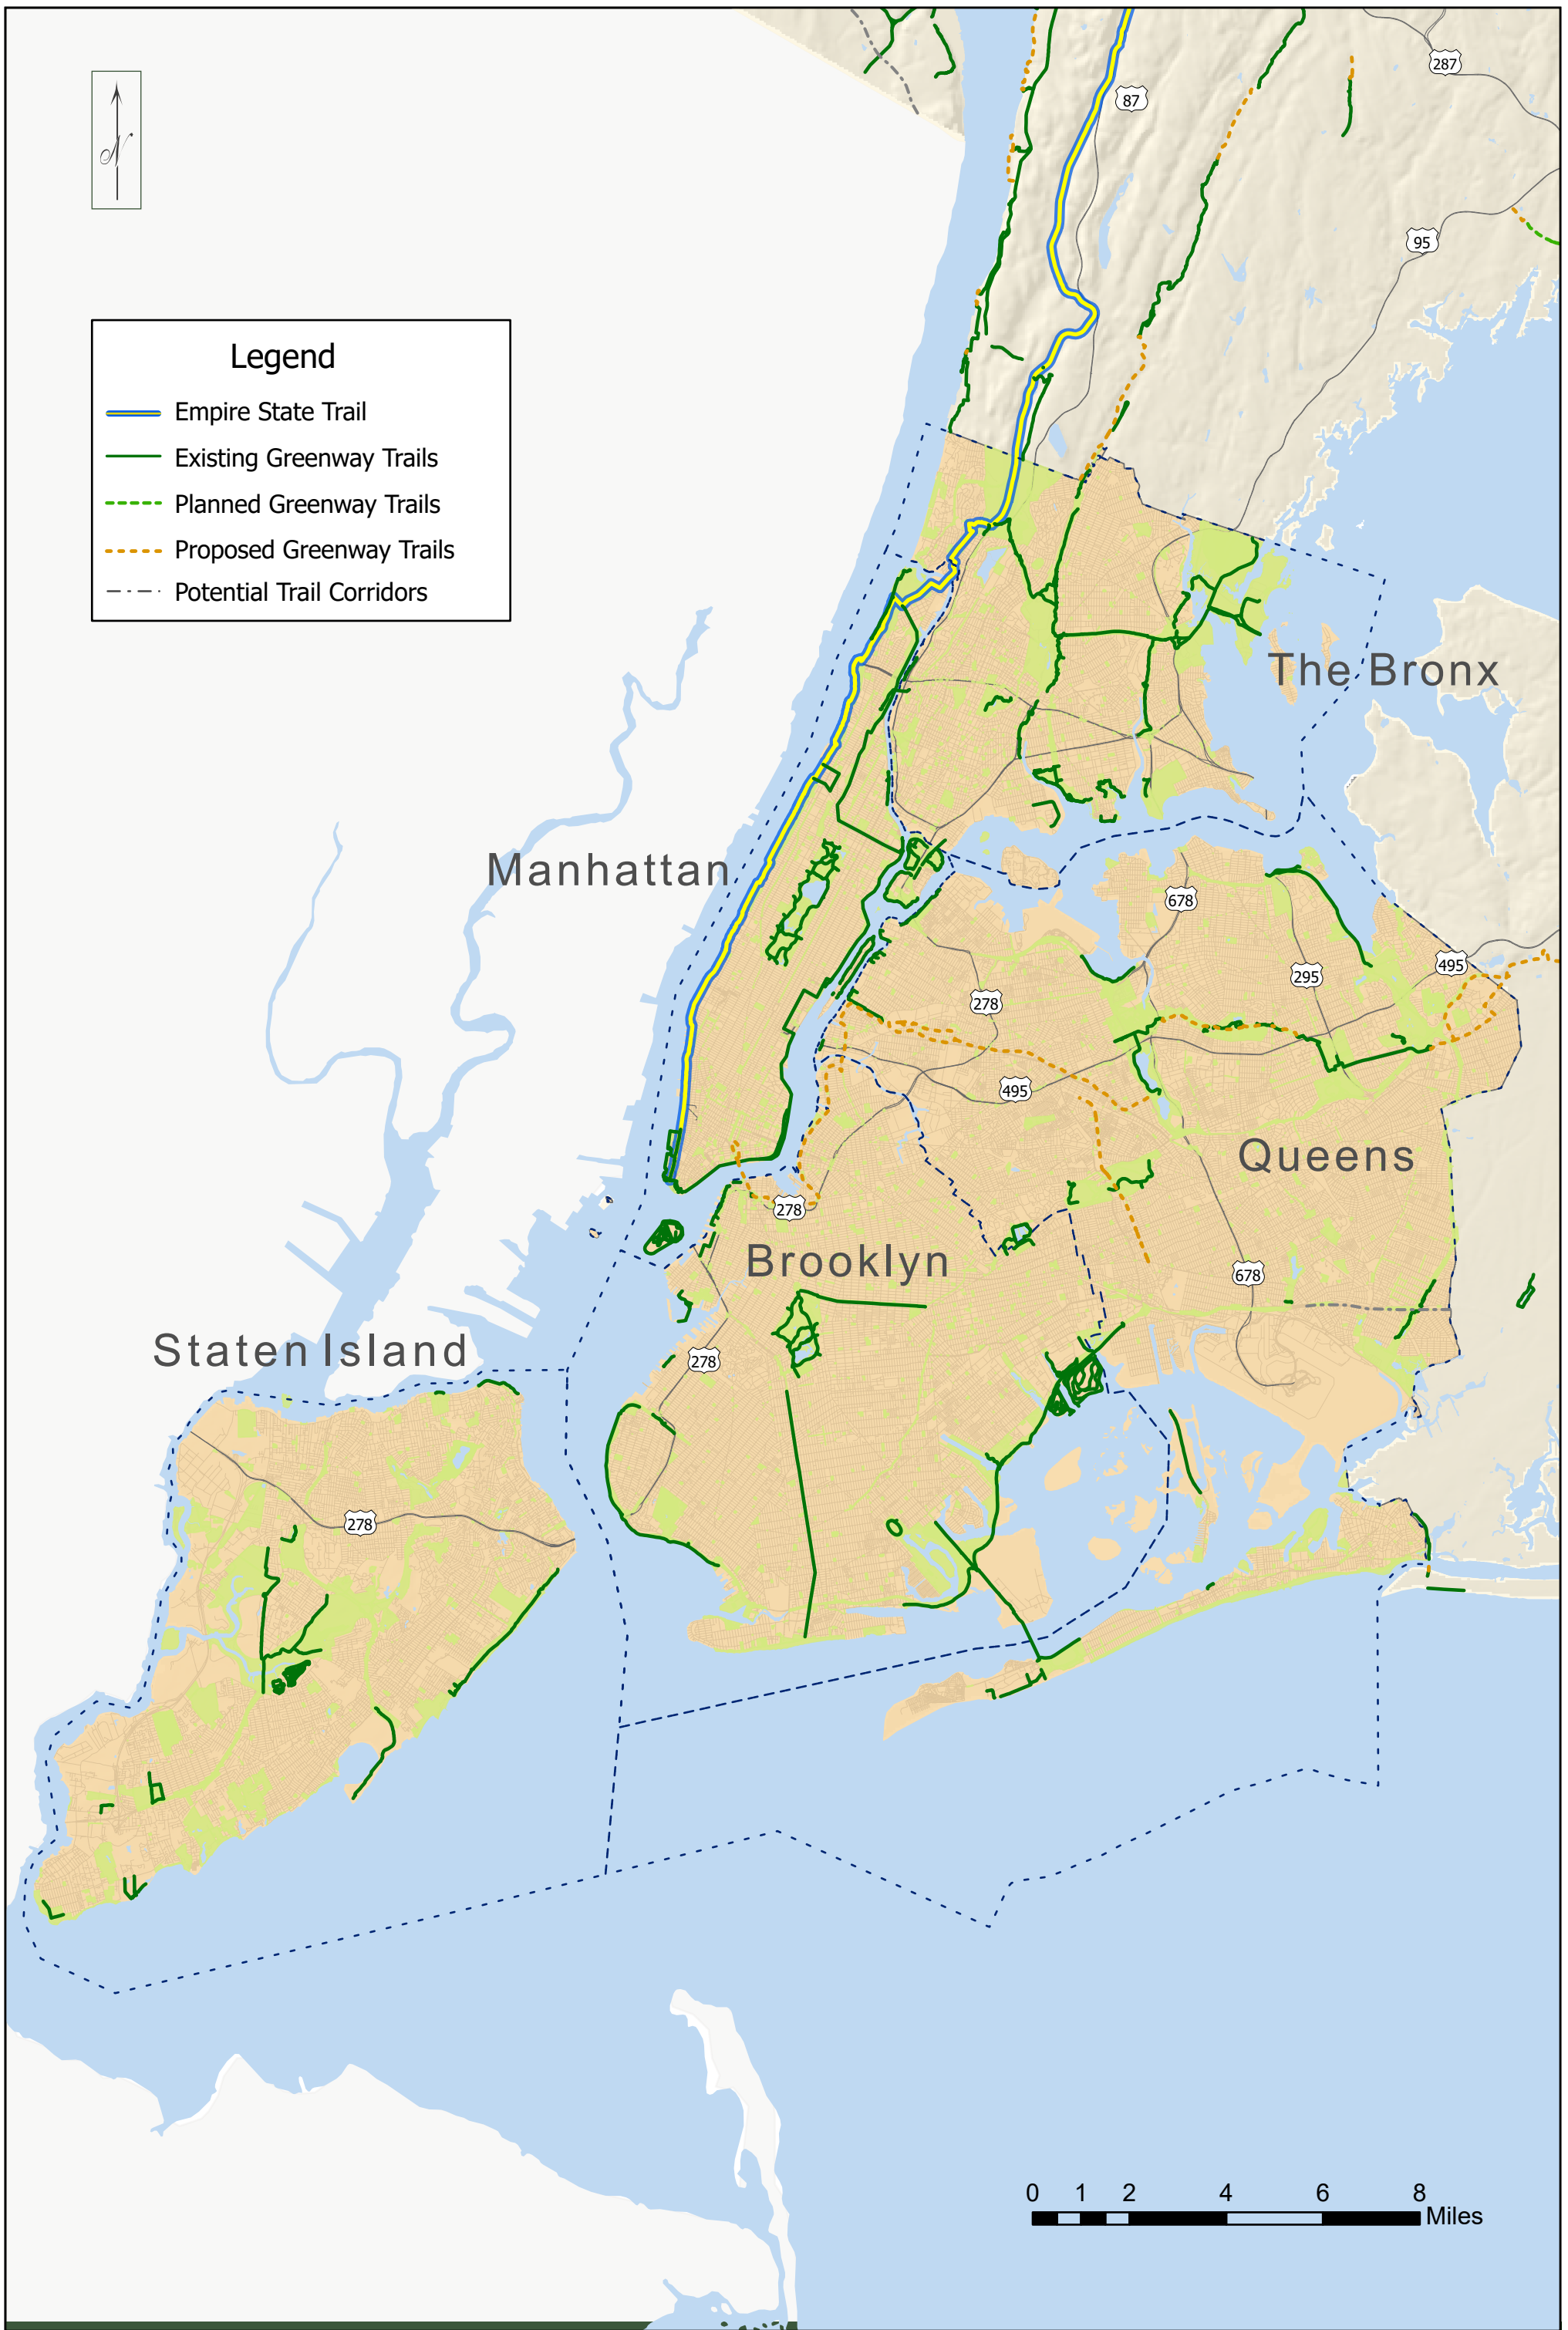 287
87
N
95
Legend
Empire State Trail
Existing Greenway Trails
Planned Greenway Trails
Proposed Greenway Trails
Potential Trail Corridors
The Bronx
Manhattan
678
495
295
278
495
Queens
278
Brooklyn
678
Staten Island
278
278
0 1 2 4 6 8
Miles